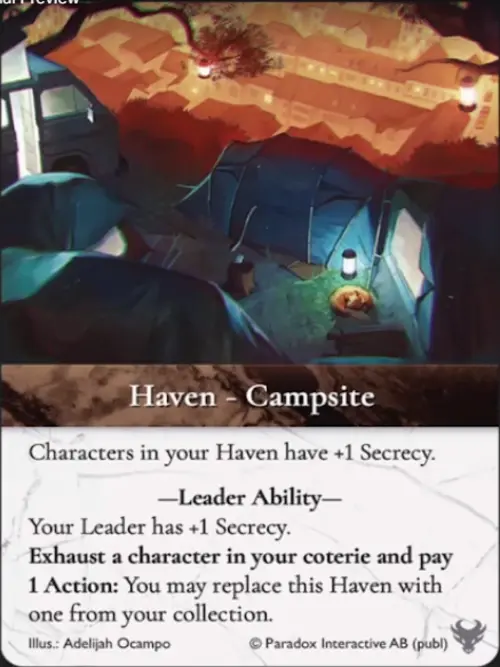 Preview
Haven - Campsite
Characters in your Haven have +1 Secrecy.
—Leader Ability—
Your Leader has +1 Secrecy.
Exhaust a character in your coterie and pay
1 Action: You may replace this Haven with
one from your collection.
Illus.: Adelijah Ocampo © Paradox Interactive AB (publ)